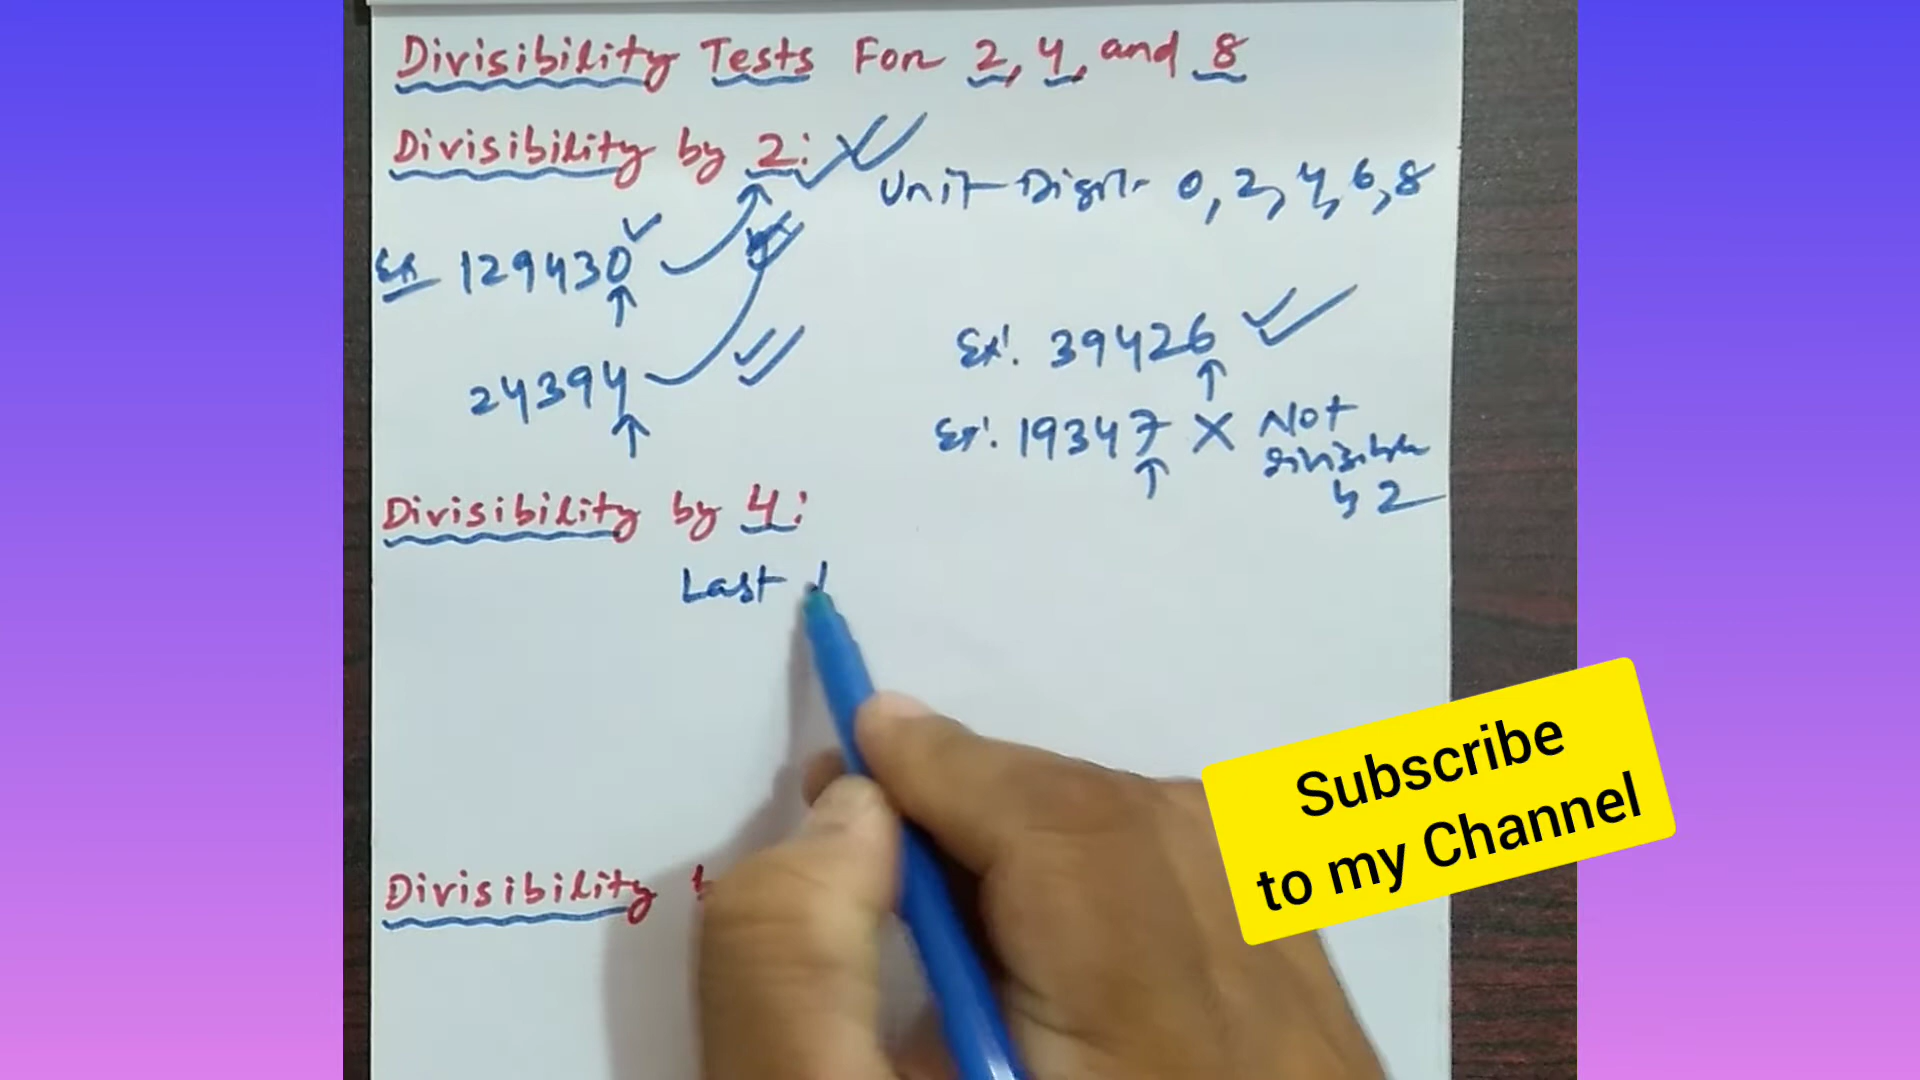 Divisibility Tests For 2, 4, and 8
Divisibility by 2:
Unit Digit- 0, 2, 4, 6, 8
Ex 129430
24394
Ex:. 39426
Ex:. 19347 X Not
divisible
by 2
Divisibility by 4:
Last
Divisibility
Subscribe
to my Channel